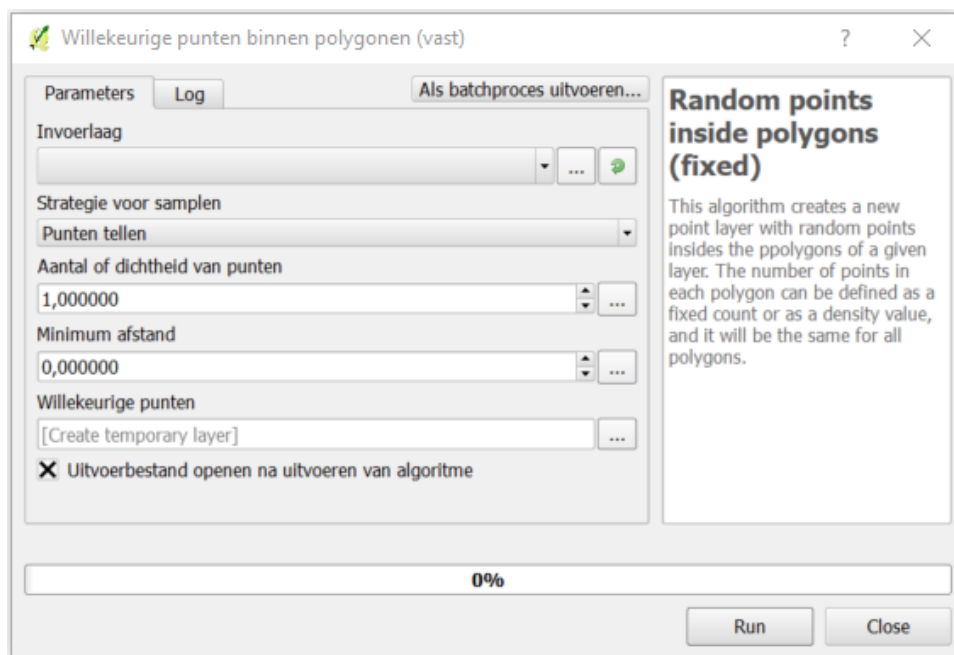 Willekeurige punten binnen polygonen (vast)
?
Parameters
Log
Als batchproces uitvoeren...
Invoerlaag
...
Strategie voor samplen
Punten tellen
Aantal of dichtheid van punten
1,000000
...
Minimum afstand
0,000000
...
Willekeurige punten
[Create temporary layer]
...
Uitvoerbestand openen na uitvoeren van algoritme
Random points
inside polygons
(fixed)
This algorithm creates a new
point layer with random points
insides the ppolygons of a given
layer. The number of points in
each polygon can be defined as a
fixed count or as a density value,
and it will be the same for all
polygons.
0%
Run
Close